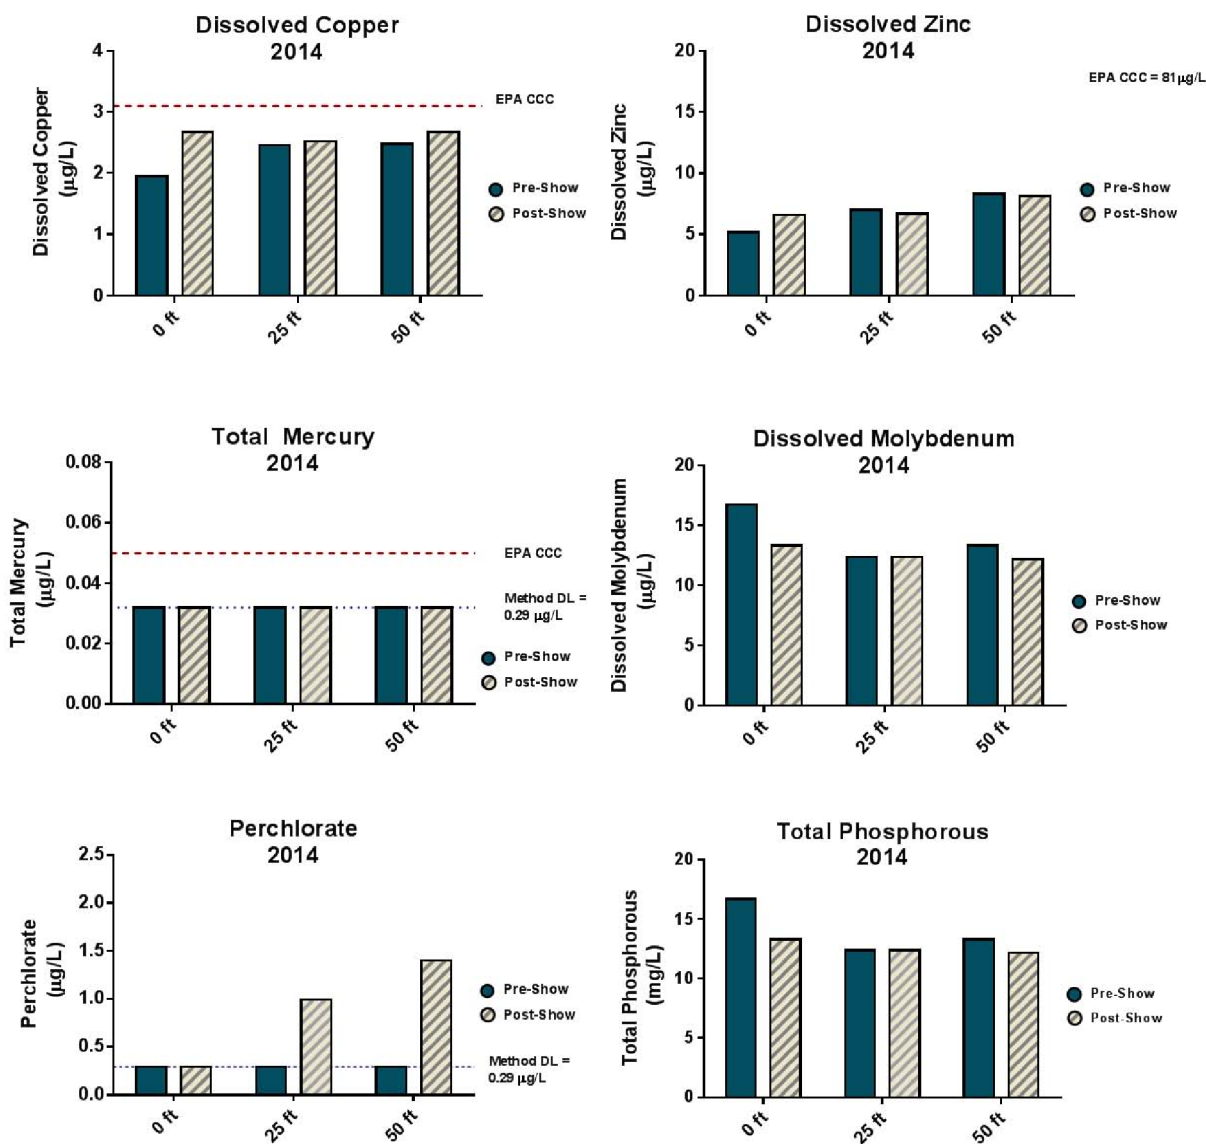 Dissolved Copper
2014
Dissolved Copper
(µg/L)
4
3
2
1
0
EPA CCC
Pre-Show
Post-Show
0 ft
25 ft
50 ft
Dissolved Zinc
2014
Dissolved Zinc
(µg/L)
20
15
10
5
0
EPA CCC = 81µg/L
Pre-Show
Post-Show
0 ft
25 ft
50 ft
Total Mercury
2014
Total Mercury
(µg/L)
0.08
0.06
0.04
0.02
0.00
EPA CCC
Method DL =
0.29 µg/L
Pre-Show
Post-Show
0 ft
25 ft
50 ft
Dissolved Molybdenum
2014
Dissolved Molybdenum
(µg/L)
20
15
10
5
0
Pre-Show
Post-Show
0 ft
25 ft
50 ft
Perchlorate
2014
Perchlorate
(µg/L)
2.5
2.0
1.5
1.0
0.5
0.0
Pre-Show
Post-Show
Method DL =
0.29 µg/L
0 ft
25 ft
50 ft
Total Phosphorous
2014
Total Phosphorous
(mg/L)
20
15
10
5
0
Pre-Show
Post-Show
0 ft
25 ft
50 ft